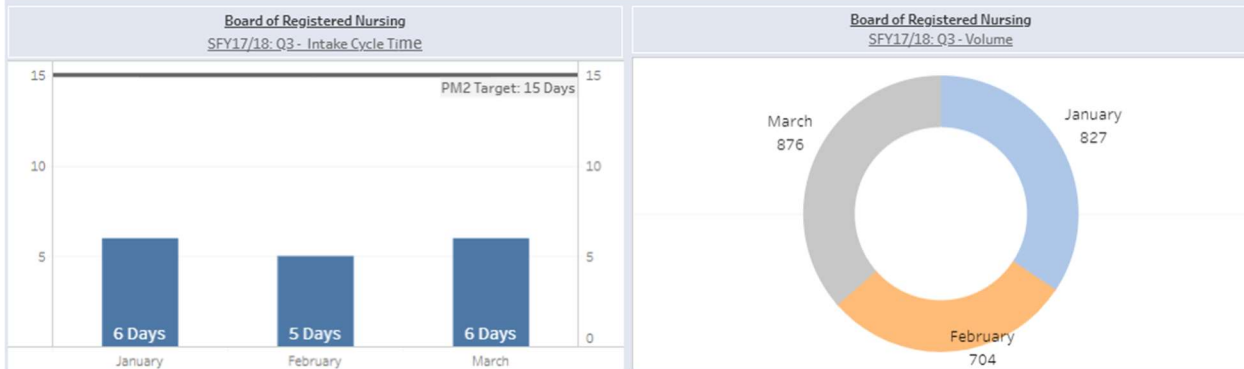 Board of Registered Nursing
SFY17/18: Q3 - Intake Cycle Time
15
15
PM2 Target: 15 Days
10
10
5
5
0
6 Days
5 Days
6 Days
January
February
March
Board of Registered Nursing
SFY17/18: Q3 - Volume
March
876
January
827
February
704